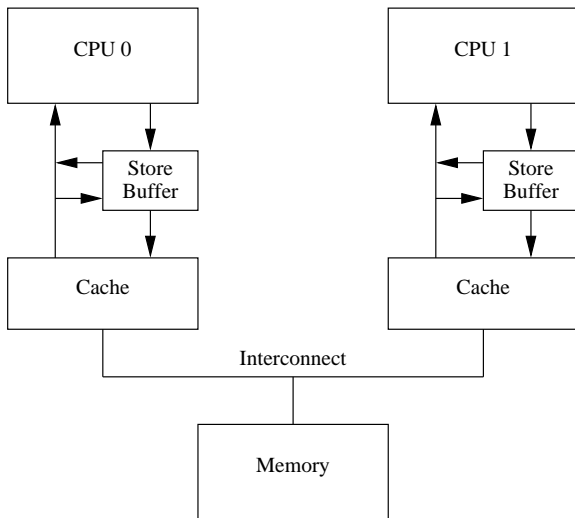 CPU 0
CPU 1
Store
Buffer
Store
Buffer
Cache
Cache
Interconnect
Memory